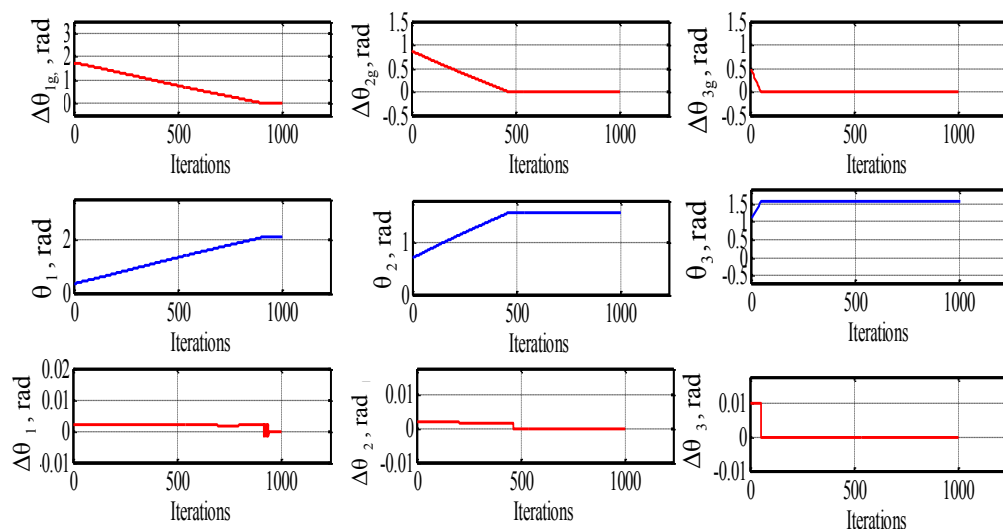 Δθ1g, rad
3
2
1
0
0 500 1000
Iterations
Δθ2g, rad
1.5
1
0.5
0
-0.5
0 500 1000
Iterations
Δθ3g, rad
1.5
1
0.5
0
-0.5
0 500 1000
Iterations
θ1, rad
2
0
0 500 1000
Iterations
θ2, rad
1
0
0 500 1000
Iterations
θ3, rad
1.5
1
0.5
0
-0.5
0 500 1000
Iterations
Δθ1, rad
0.02
0.01
0
-0.01
0 500 1000
Iterations
Δθ2, rad
0.01
0
-0.01
0 500 1000
Iterations
Δθ3, rad
0.01
0
-0.01
0 500 1000
Iterations